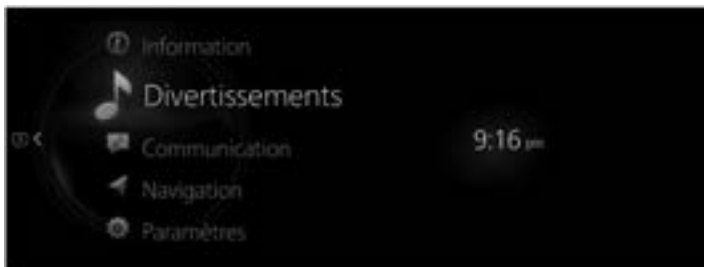 Information
Divertissements
Communication
Navigation
Paramètres
9:16 pm